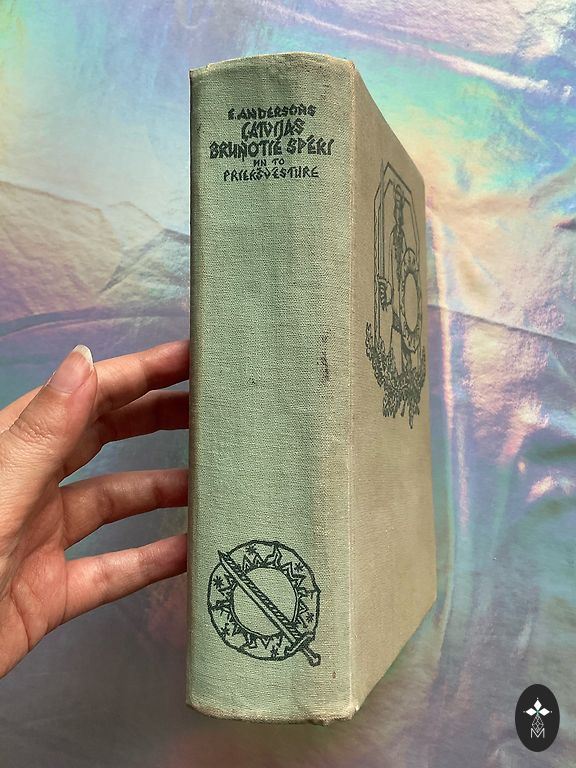 E. ANDERSONS
LATVIJAS
BRUŅOTIE SPĒKI
UN TO
PRIEKŠVĒSTURE
M